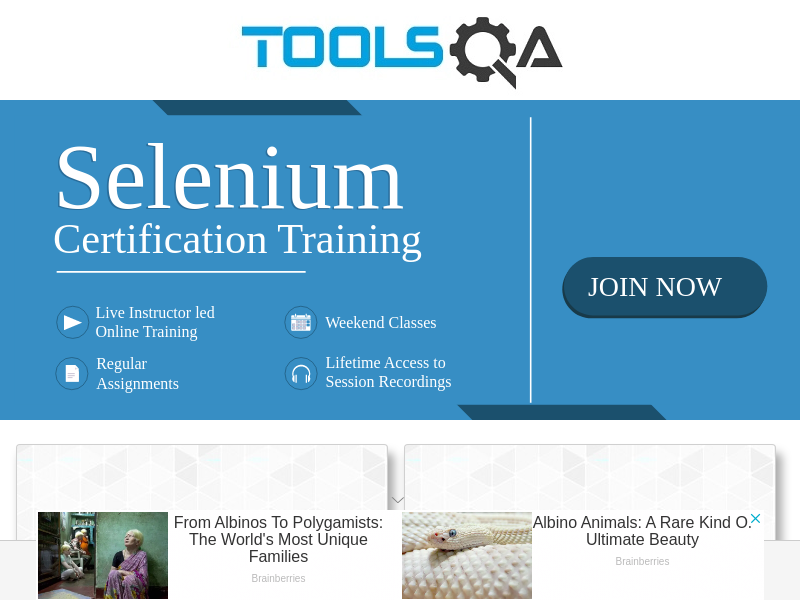 TOOLSQA
Selenium
Certification Training
JOIN NOW
Live Instructor led
Online Training
Weekend Classes
Regular
Assignments
Lifetime Access to
Session Recordings
From Albinos To Polygamists:
The World's Most Unique
Families
Brainberries
Albino Animals: A Rare Kind O.
Ultimate Beauty
Brainberries